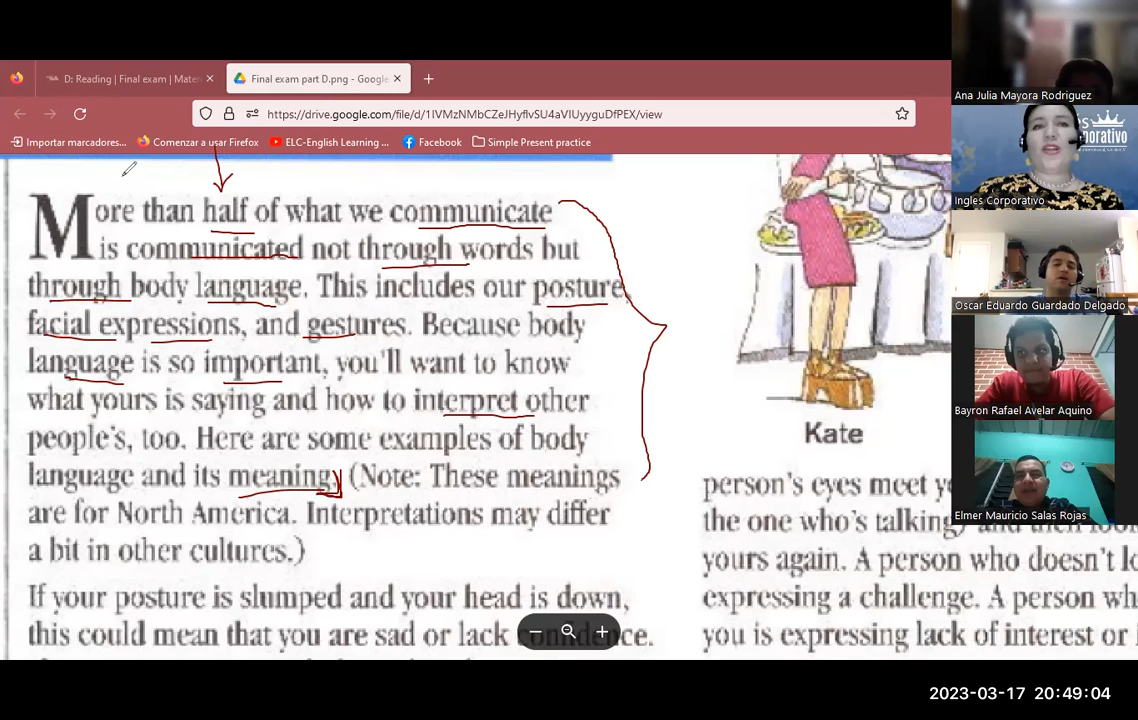 D: Reading | Final exam | Mater
Final exam part D.png - Google
https://drive.google.com/file/d/1IVMzNMbCZeJHyflvSU4aVIUyyguDfPEX/view
Importar marcadores...
Comenzar a usar Firefox
ELC-English Learning ...
Facebook
Simple Present practice
More than half of what we communicate
is communicated not through words but
through body language. This includes our posture,
facial expressions, and gestures. Because body
language is so important, you'll want to know
what yours is saying and how to interpret other
people's, too. Here are some examples of body
language and its meaning. (Note: These meanings
are for North America. Interpretations may differ
a bit in other cultures.)
If your posture is slumped and your head is down,
this could mean that you are sad or lack confidence.
Kate
person's eyes meet
the one who's talking) and then
yours again. A person who doesn't
expressing a challenge. A person
you is expressing lack of interest or
Ana Julia Mayora Rodriguez
orporativo
Ingles Corporativo
Oscar Eduardo Guardado Delgado
Bayron Rafael Avelar Aquino
Elmer Mauricio Salas Rojas
2023-03-17 20:49:04